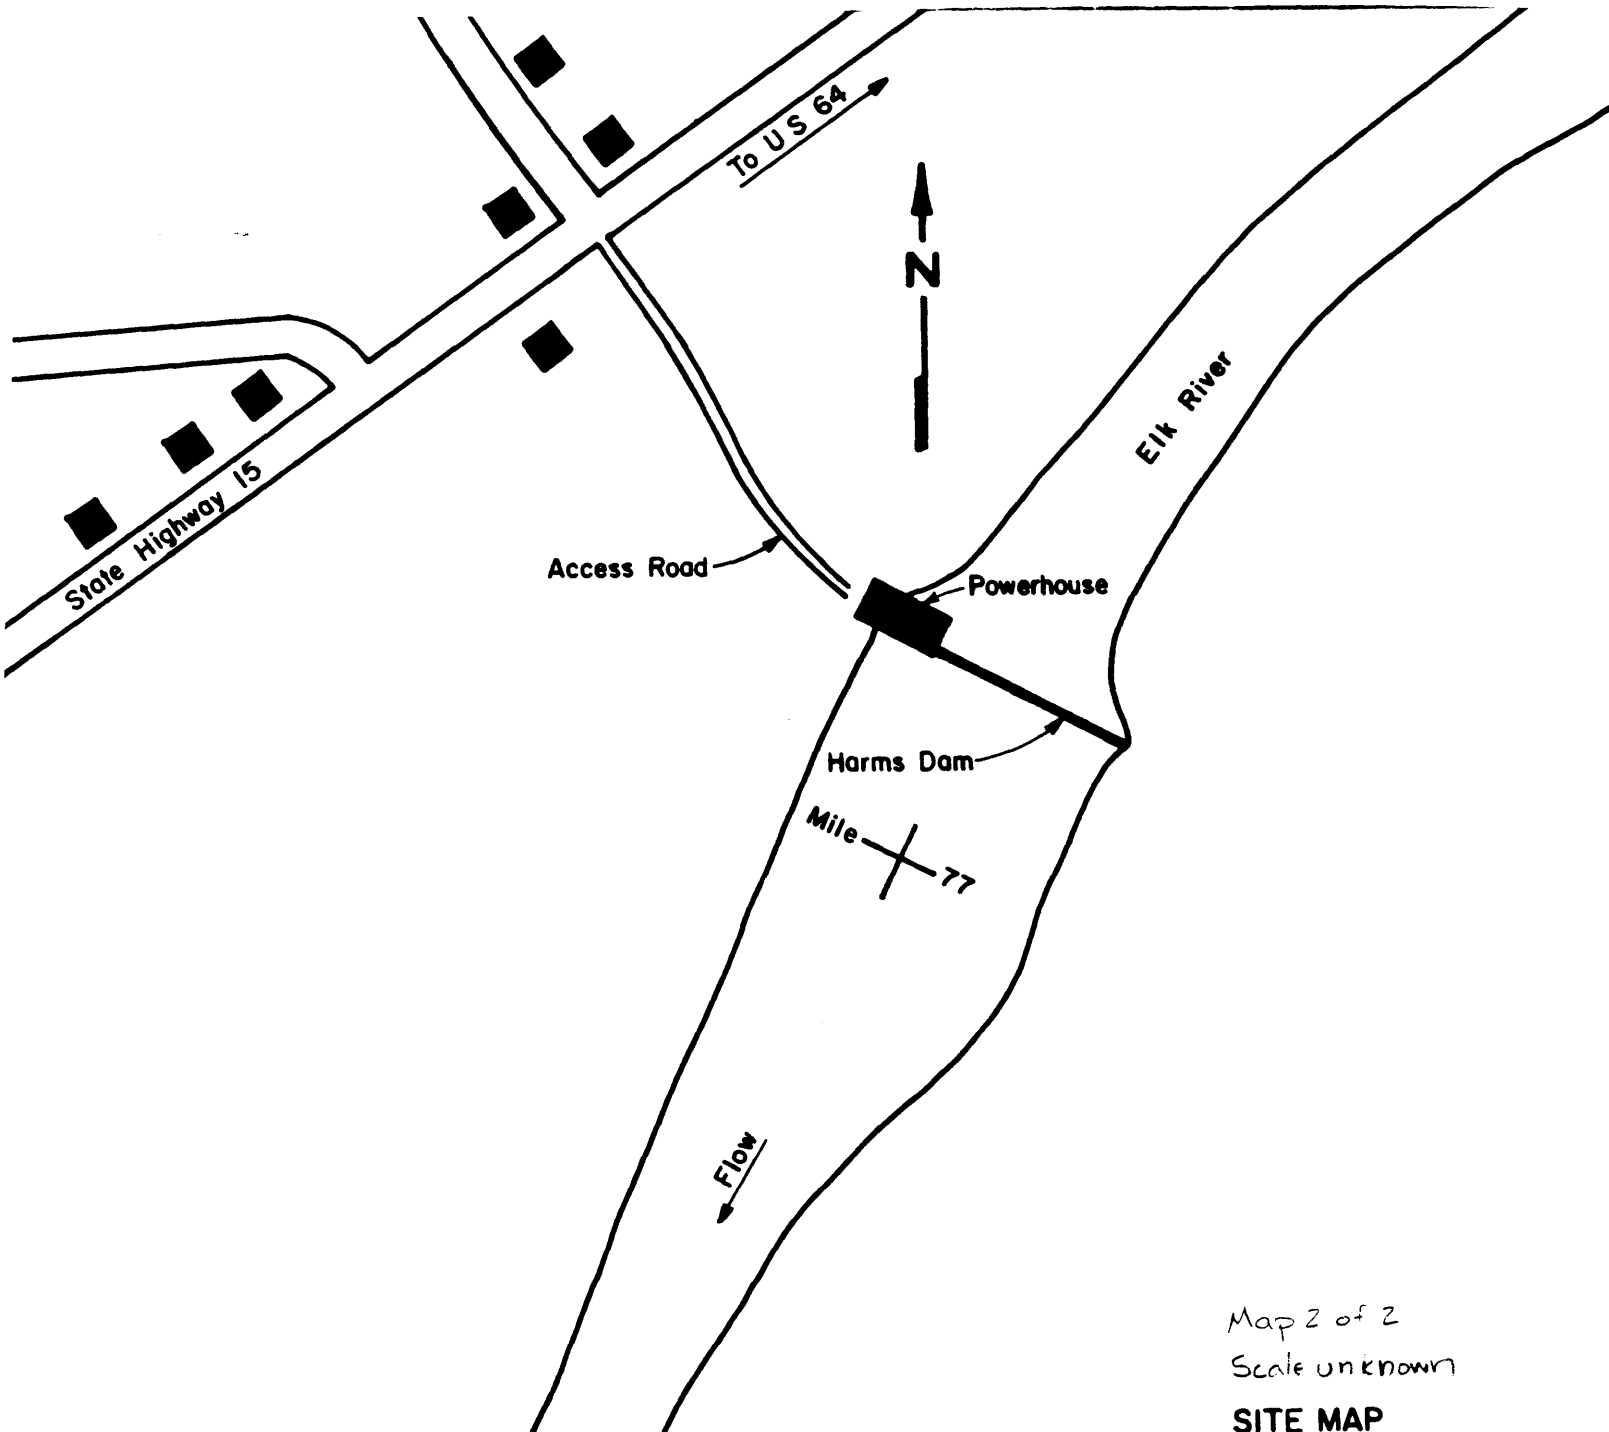 To US 64
N
Elk River
State Highway 15
Access Road
Powerhouse
Harms Dam
Mile 77
Flow
Map 2 of 2
Scale unknown
SITE MAP